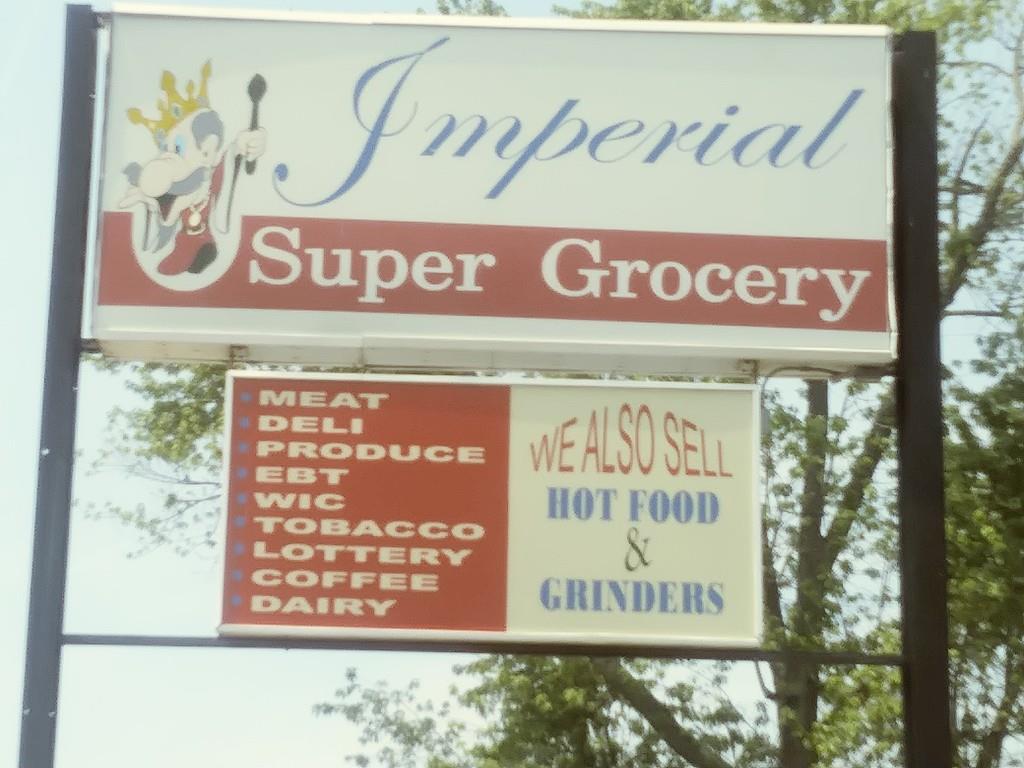 Imperial
Super Grocery
• MEAT
• DELI
• PRODUCE
• EBT
• WIC
• TOBACCO
• LOTTERY
• COFFEE
• DAIRY
WE ALSO SELL
HOT FOOD
&
GRINDERS